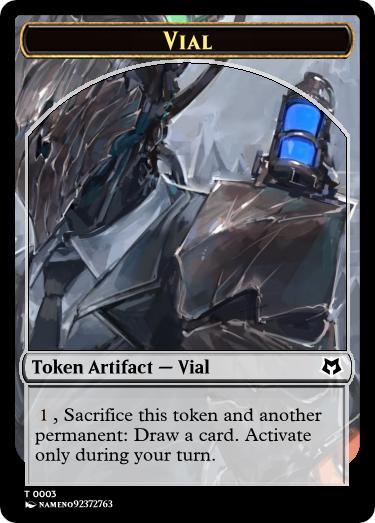 VIAL
Token Artifact — Vial
1 , Sacrifice this token and another
permanent: Draw a card. Activate
only during your turn.
T 0003
NAMENO92372763